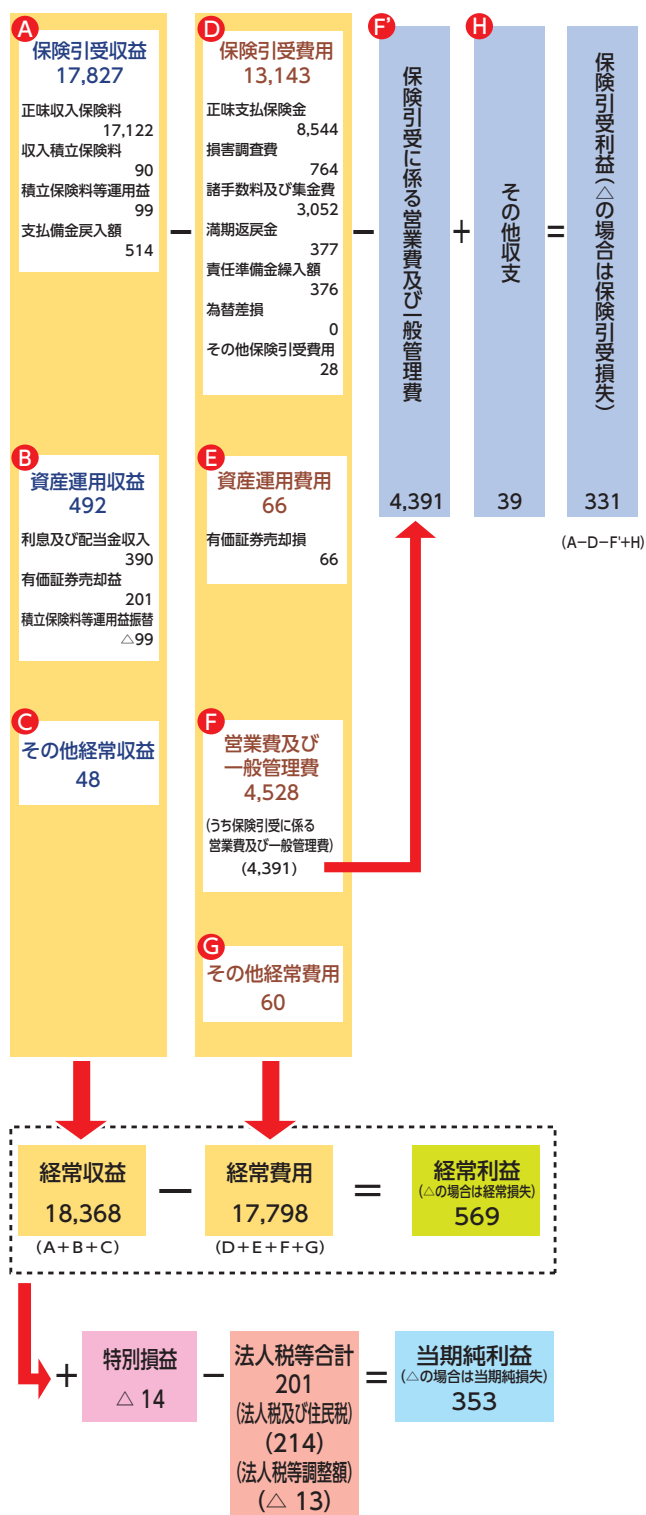 A
保険引受収益
17,827
正味収入保険料
17,122
収入積立保険料
90
積立保険料等運用益
99
支払備金戻入額
514
−
D
保険引受費用
13,143
正味支払保険金
8,544
損害調査費
764
諸手数料及び集金費
3,052
満期返戻金
377
責任準備金繰入額
376
為替差損
0
その他保険引受費用
28
−
F'
保険引受に係る営業費及び一般管理費
4,391
+
H
その他収支
39
=
保険引受利益(△の場合は保険引受損失)
331
(A−D−F'+H)
B
資産運用収益
492
利息及び配当金収入
390
有価証券売却益
201
積立保険料等運用益振替
△99
E
資産運用費用
66
有価証券売却損
66
C
その他経常収益
48
F
営業費及び
一般管理費
4,528
(うち保険引受に係る
営業費及び一般管理費)
(4,391)
G
その他経常費用
60
経常収益
18,368
(A+B+C)
−
経常費用
17,798
(D+E+F+G)
=
経常利益
(△の場合は経常損失)
569
+
特別損益
△ 14
−
法人税等合計
201
(法人税及び住民税)
(214)
(法人税等調整額)
(△ 13)
=
当期純利益
(△の場合は当期純損失)
353